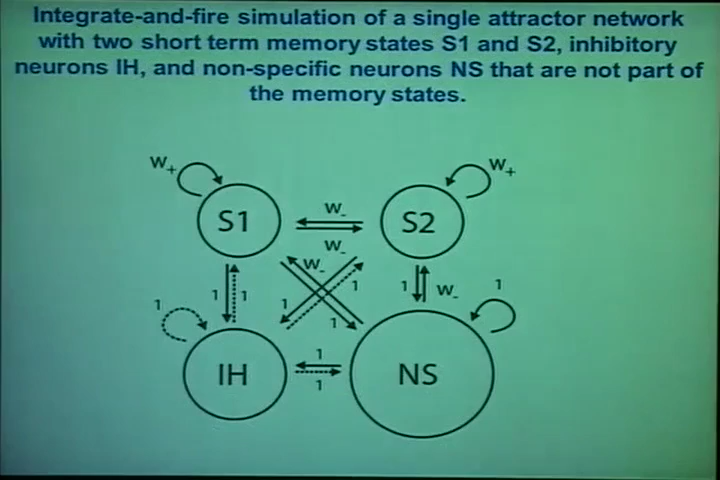 Integrate-and-fire simulation of a single attractor network
with two short term memory states S1 and S2, inhibitory
neurons IH, and non-specific neurons NS that are not part of
the memory states.
W+
W+
S1
W-
S2
W-
W-
1
1
1
1
1
W-
1
1
1
IH
1
1
NS